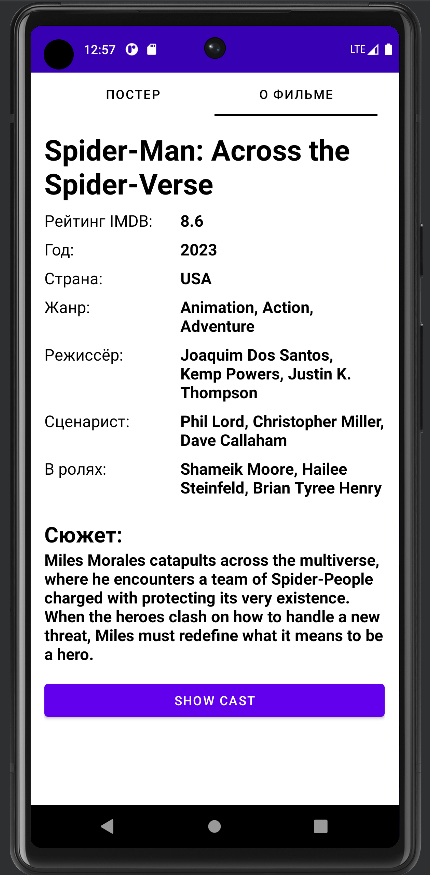 12:57 LTE
ПОСТЕР О ФИЛЬМЕ
Spider-Man: Across the
Spider-Verse
Рейтинг IMDB: 8.6
Год: 2023
Страна: USA
Жанр: Animation, Action,
Adventure
Режиссёр: Joaquim Dos Santos,
Kemp Powers, Justin K.
Thompson
Сценарист: Phil Lord, Christopher Miller,
Dave Callaham
В ролях: Shameik Moore, Hailee
Steinfeld, Brian Tyree Henry
Сюжет:
Miles Morales catapults across the multiverse,
where he encounters a team of Spider-People
charged with protecting its very existence.
When the heroes clash on how to handle a new
threat, Miles must redefine what it means to be
a hero.
SHOW CAST